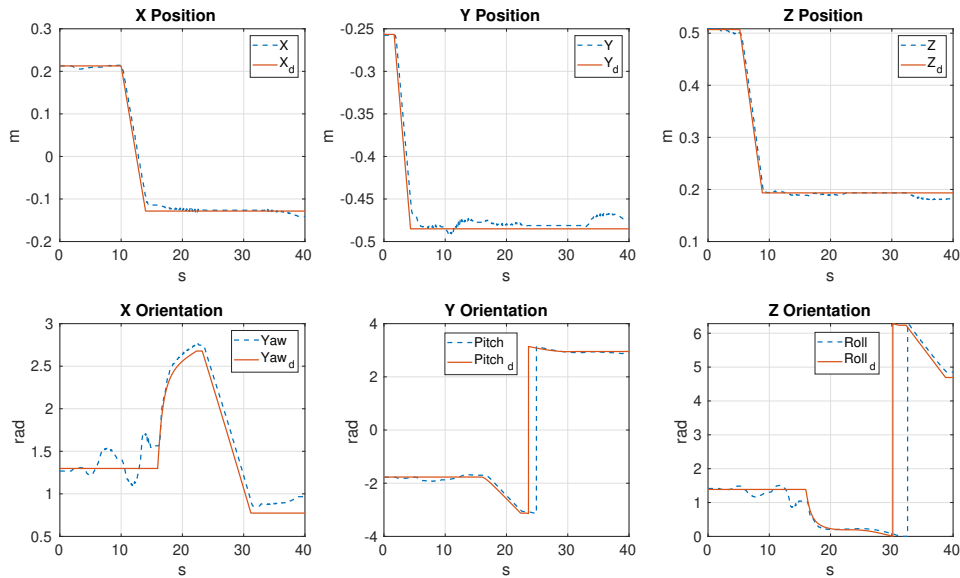 X Position
0.3
0.2
0.1
0
-0.1
-0.2
m
0 10 20 30 40
s
X
X_d
Y Position
-0.25
-0.3
-0.35
-0.4
-0.45
-0.5
m
0 10 20 30 40
s
Y
Y_d
Z Position
0.5
0.4
0.3
0.2
0.1
m
0 10 20 30 40
s
Z
Z_d
X Orientation
3
2.5
2
1.5
1
0.5
rad
0 10 20 30 40
s
Yaw
Yaw_d
Y Orientation
4
2
0
-2
-4
rad
0 10 20 30 40
s
Pitch
Pitch_d
Z Orientation
6
5
4
3
2
1
0
rad
0 10 20 30 40
s
Roll
Roll_d